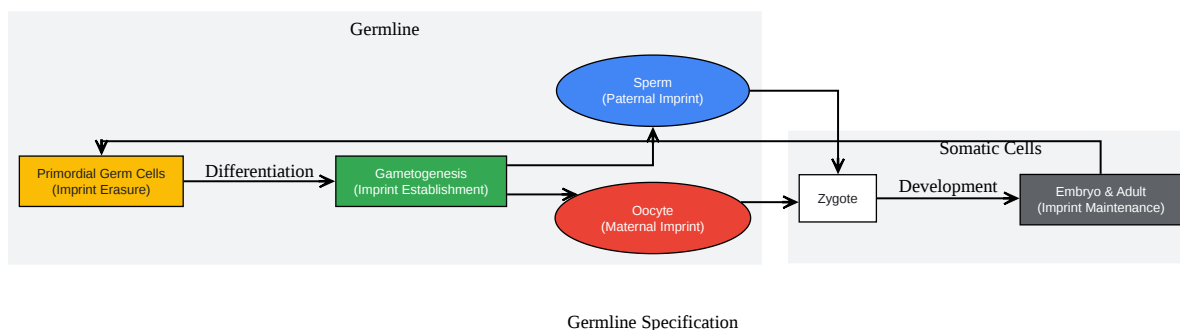 Germline
Sperm
(Paternal Imprint)
Somatic Cells
Primordial Germ Cells
(Imprint Erasure)
Differentiation
Gametogenesis
(Imprint Establishment)
Oocyte
(Maternal Imprint)
Zygote
Development
Embryo & Adult
(Imprint Maintenance)
Germline Specification